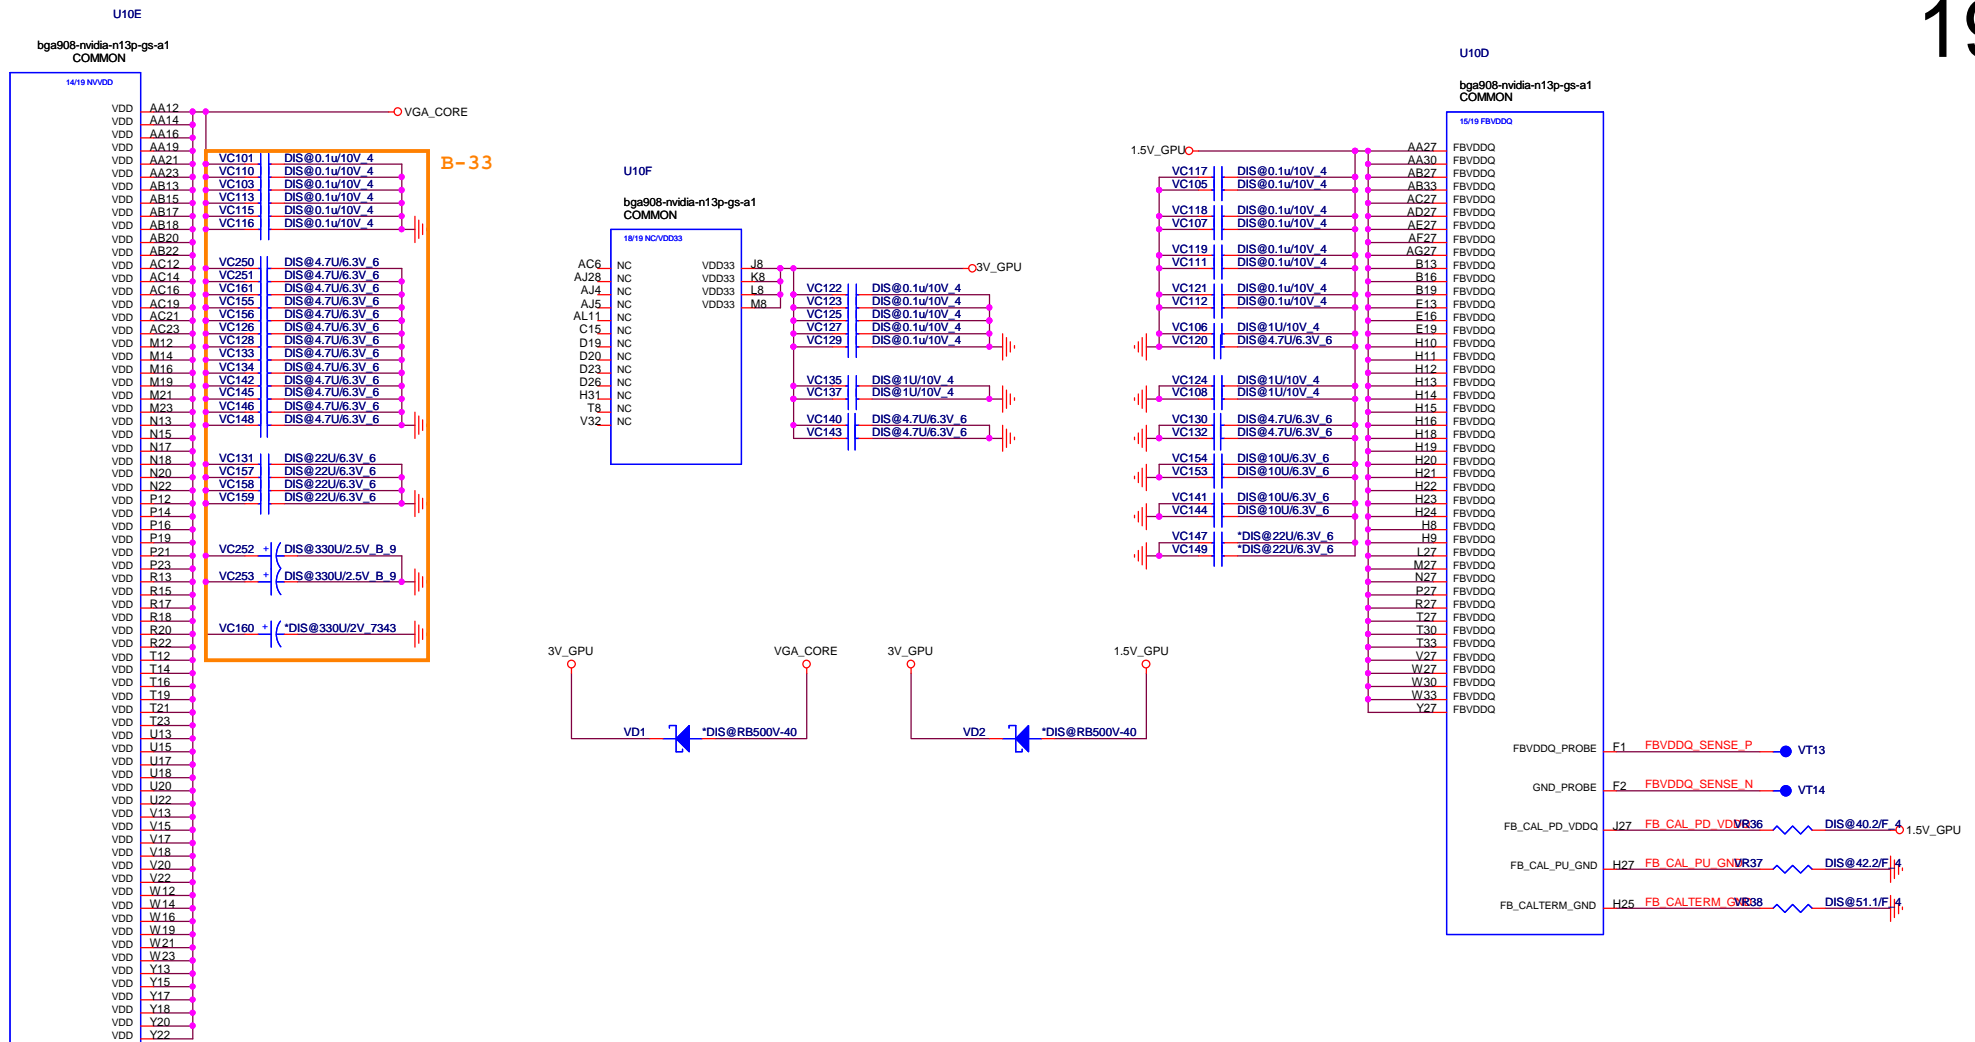 19
U10E
bga908-nvidia-n13p-gs-a1
COMMON
14/19 NVVDD
VDD AA12
VDD AA14
VDD AA16
VDD AA19
VDD AA21
VDD AA23
VDD AB13
VDD AB15
VDD AB17
VDD AB18
VDD AB20
VDD AB22
VDD AC12
VDD AC14
VDD AC16
VDD AC19
VDD AC21
VDD AC23
VDD M12
VDD M14
VDD M16
VDD M19
VDD M21
VDD M23
VDD N13
VDD N15
VDD N17
VDD N18
VDD N20
VDD N22
VDD P12
VDD P14
VDD P16
VDD P19
VDD P21
VDD P23
VDD R13
VDD R15
VDD R17
VDD R18
VDD R20
VDD R22
VDD T12
VDD T14
VDD T16
VDD T19
VDD T21
VDD T23
VDD U13
VDD U15
VDD U17
VDD U18
VDD U20
VDD U22
VDD V13
VDD V15
VDD V17
VDD V18
VDD V20
VDD V22
VDD W12
VDD W14
VDD W16
VDD W19
VDD W21
VDD W23
VDD Y13
VDD Y15
VDD Y17
VDD Y18
VDD Y20
VDD Y22
VGA_CORE
B-33
VC101 DIS@0.1u/10V_4
VC110 DIS@0.1u/10V_4
VC103 DIS@0.1u/10V_4
VC113 DIS@0.1u/10V_4
VC115 DIS@0.1u/10V_4
VC116 DIS@0.1u/10V_4
VC250 DIS@4.7U/6.3V_6
VC251 DIS@4.7U/6.3V_6
VC161 DIS@4.7U/6.3V_6
VC155 DIS@4.7U/6.3V_6
VC156 DIS@4.7U/6.3V_6
VC126 DIS@4.7U/6.3V_6
VC128 DIS@4.7U/6.3V_6
VC133 DIS@4.7U/6.3V_6
VC134 DIS@4.7U/6.3V_6
VC142 DIS@4.7U/6.3V_6
VC145 DIS@4.7U/6.3V_6
VC146 DIS@4.7U/6.3V_6
VC148 DIS@4.7U/6.3V_6
VC131 DIS@22U/6.3V_6
VC157 DIS@22U/6.3V_6
VC158 DIS@22U/6.3V_6
VC159 DIS@22U/6.3V_6
VC252 + DIS@330U/2.5V_B_9
VC253 + DIS@330U/2.5V_B_9
VC160 + *DIS@330U/2V_7343
U10F
bga908-nvidia-n13p-gs-a1
COMMON
18/19 NC/VDD33
AC6 NC VDD33 J8
AJ28 NC VDD33 K8
AJ4 NC VDD33 L8
AJ5 NC VDD33 M8
AL11 NC
C15 NC
D19 NC
D20 NC
D23 NC
D26 NC
H31 NC
T8 NC
V32 NC
3V_GPU
VC122 DIS@0.1u/10V_4
VC123 DIS@0.1u/10V_4
VC125 DIS@0.1u/10V_4
VC127 DIS@0.1u/10V_4
VC129 DIS@0.1u/10V_4
VC135 DIS@1U/10V_4
VC137 DIS@1U/10V_4
VC140 DIS@4.7U/6.3V_6
VC143 DIS@4.7U/6.3V_6
3V_GPU VGA_CORE
VD1 *DIS@RB500V-40
3V_GPU 1.5V_GPU
VD2 *DIS@RB500V-40
1.5V_GPU
VC117 DIS@0.1u/10V_4
VC105 DIS@0.1u/10V_4
VC118 DIS@0.1u/10V_4
VC107 DIS@0.1u/10V_4
VC119 DIS@0.1u/10V_4
VC111 DIS@0.1u/10V_4
VC121 DIS@0.1u/10V_4
VC112 DIS@0.1u/10V_4
VC106 DIS@1U/10V_4
VC120 DIS@4.7U/6.3V_6
VC124 DIS@1U/10V_4
VC108 DIS@1U/10V_4
VC130 DIS@4.7U/6.3V_6
VC132 DIS@4.7U/6.3V_6
VC154 DIS@10U/6.3V_6
VC153 DIS@10U/6.3V_6
VC141 DIS@10U/6.3V_6
VC144 DIS@10U/6.3V_6
VC147 *DIS@22U/6.3V_6
VC149 *DIS@22U/6.3V_6
U10D
bga908-nvidia-n13p-gs-a1
COMMON
15/19 FBVDDQ
AA27 FBVDDQ
AA30 FBVDDQ
AB27 FBVDDQ
AB33 FBVDDQ
AC27 FBVDDQ
AD27 FBVDDQ
AE27 FBVDDQ
AF27 FBVDDQ
AG27 FBVDDQ
B13 FBVDDQ
B16 FBVDDQ
B19 FBVDDQ
E13 FBVDDQ
E16 FBVDDQ
E19 FBVDDQ
H10 FBVDDQ
H11 FBVDDQ
H12 FBVDDQ
H13 FBVDDQ
H14 FBVDDQ
H15 FBVDDQ
H16 FBVDDQ
H18 FBVDDQ
H19 FBVDDQ
H20 FBVDDQ
H21 FBVDDQ
H22 FBVDDQ
H23 FBVDDQ
H24 FBVDDQ
H8 FBVDDQ
H9 FBVDDQ
L27 FBVDDQ
M27 FBVDDQ
N27 FBVDDQ
P27 FBVDDQ
R27 FBVDDQ
T27 FBVDDQ
T30 FBVDDQ
T33 FBVDDQ
V27 FBVDDQ
W27 FBVDDQ
W30 FBVDDQ
W33 FBVDDQ
Y27 FBVDDQ
FBVDDQ_PROBE F1 FBVDDQ_SENSE_P VT13
GND_PROBE F2 FBVDDQ_SENSE_N VT14
FB_CAL_PD_VDDQ J27 VR36 DIS@40.2/F_4 1.5V_GPU
FB_CAL_PU_GND H27 VR37 DIS@42.2/F_4
FB_CALTERM_GND H25 VR38 DIS@51.1/F_4